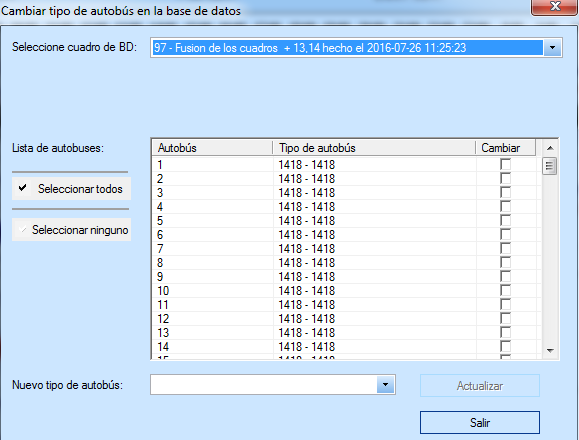 Cambiar tipo de autobús en la base de datos
Seleccione cuadro de BD: 97 - Fusion de los cuadros + 13,14 hecho el 2016-07-26 11:25:23
Lista de autobuses:
Autobús Tipo de autobús Cambiar
1 1418 - 1418
2 1418 - 1418
Seleccionar todos
3 1418 - 1418
4 1418 - 1418
5 1418 - 1418
Seleccionar ninguno
6 1418 - 1418
7 1418 - 1418
8 1418 - 1418
9 1418 - 1418
10 1418 - 1418
11 1418 - 1418
12 1418 - 1418
13 1418 - 1418
14 1418 - 1418
15 1418 - 1418
Nuevo tipo de autobús:
Actualizar
Salir